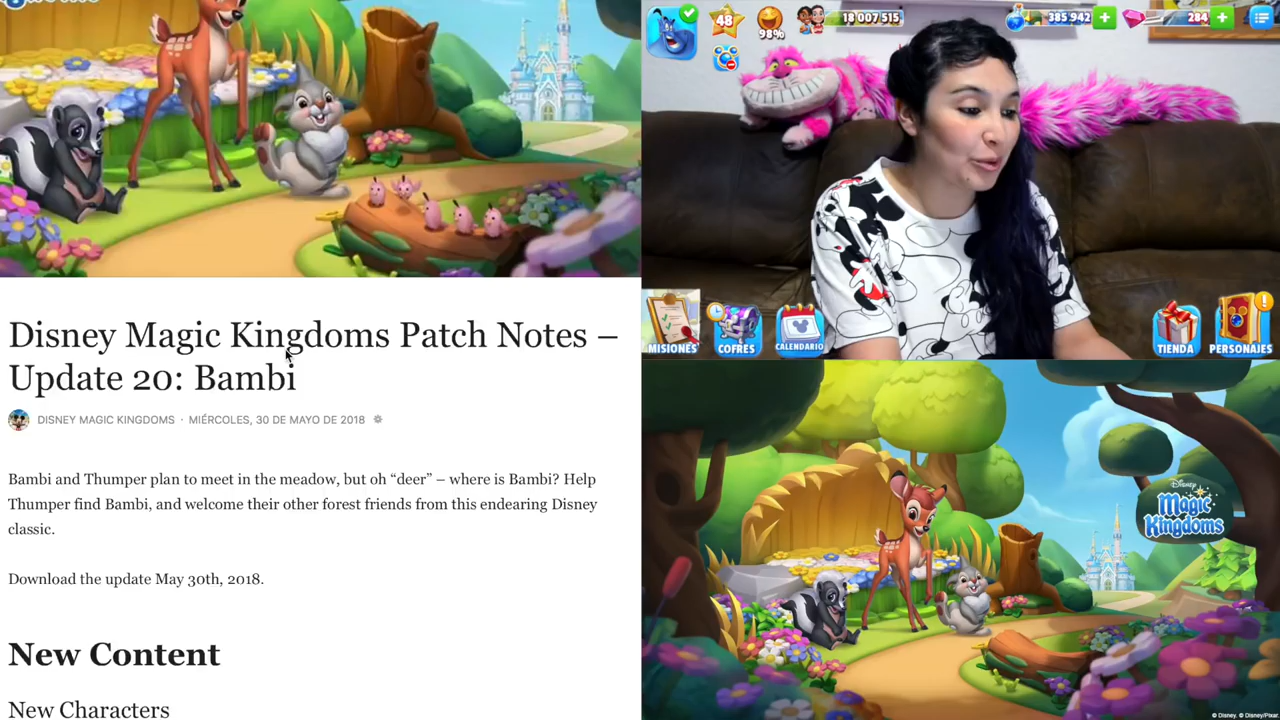 Disney Magic Kingdoms Patch Notes –
Update 20: Bambi
DISNEY MAGIC KINGDOMS · MIÉRCOLES, 30 DE MAYO DE 2018
Bambi and Thumper plan to meet in the meadow, but oh “deer” – where is Bambi? Help
Thumper find Bambi, and welcome their other forest friends from this endearing Disney
classic.
Download the update May 30th, 2018.
New Content
New Characters
48
98%
18 007 515
385 942
284
MISIONES
COFRES
CALENDARIO
TIENDA
PERSONAJES
Disney
Magic
Kingdoms
© Disney. © Disney/Pixar.